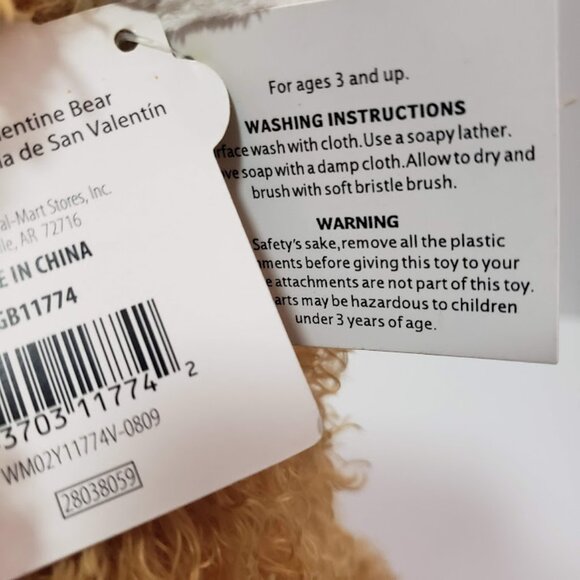 entine Bear
a de San Valentín
al-Mart Stores, Inc.
le, AR 72716
E IN CHINA
GB11774
3703 11774 2
WM02Y11774V-0809
28038059
For ages 3 and up.
WASHING INSTRUCTIONS
rface wash with cloth.Use a soapy lather.
ve soap with a damp cloth.Allow to dry and
brush with soft bristle brush.
WARNING
Safety's sake,remove all the plastic
ments before giving this toy to your
e attachments are not part of this toy.
arts may be hazardous to children
under 3 years of age.